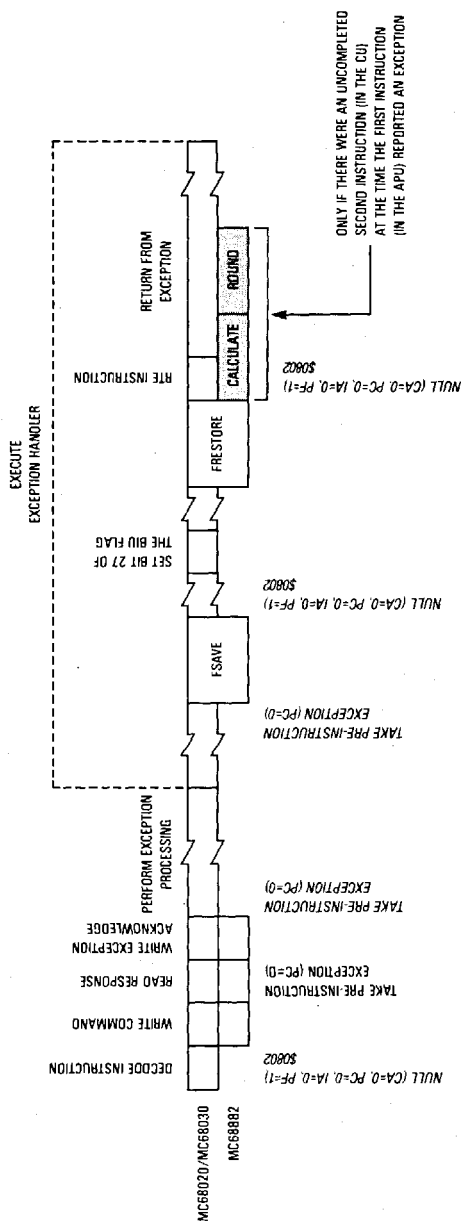 EXECUTE
EXCEPTION HANDLER
DECODE INSTRUCTION
WRITE COMMAND
READ RESPONSE
WRITE EXCEPTION
ACKNOWLEDGE
PERFORM EXCEPTION
PROCESSING
SET BIT 27 OF
THE BIU FLAG
RTE INSTRUCTION
RETURN FROM
EXCEPTION
MC68020/MC68030
MC68882
FSAVE
FRESTORE
CALCULATE
ROUND
NULL (CA=0, PC=0, IA=0, PF=1)
$0802
TAKE PRE-INSTRUCTION
EXCEPTION (PC=0)
TAKE PRE-INSTRUCTION
EXCEPTION (PC=0)
TAKE PRE-INSTRUCTION
EXCEPTION (PC=0)
NULL (CA=0, PC=0, IA=0, PF=1)
$0802
NULL (CA=0, PC=0, IA=0, PF=1)
$0802
ONLY IF THERE WERE AN UNCOMPLETED
SECOND INSTRUCTION (IN THE CU)
AT THE TIME THE FIRST INSTRUCTION
(IN THE APU) REPORTED AN EXCEPTION